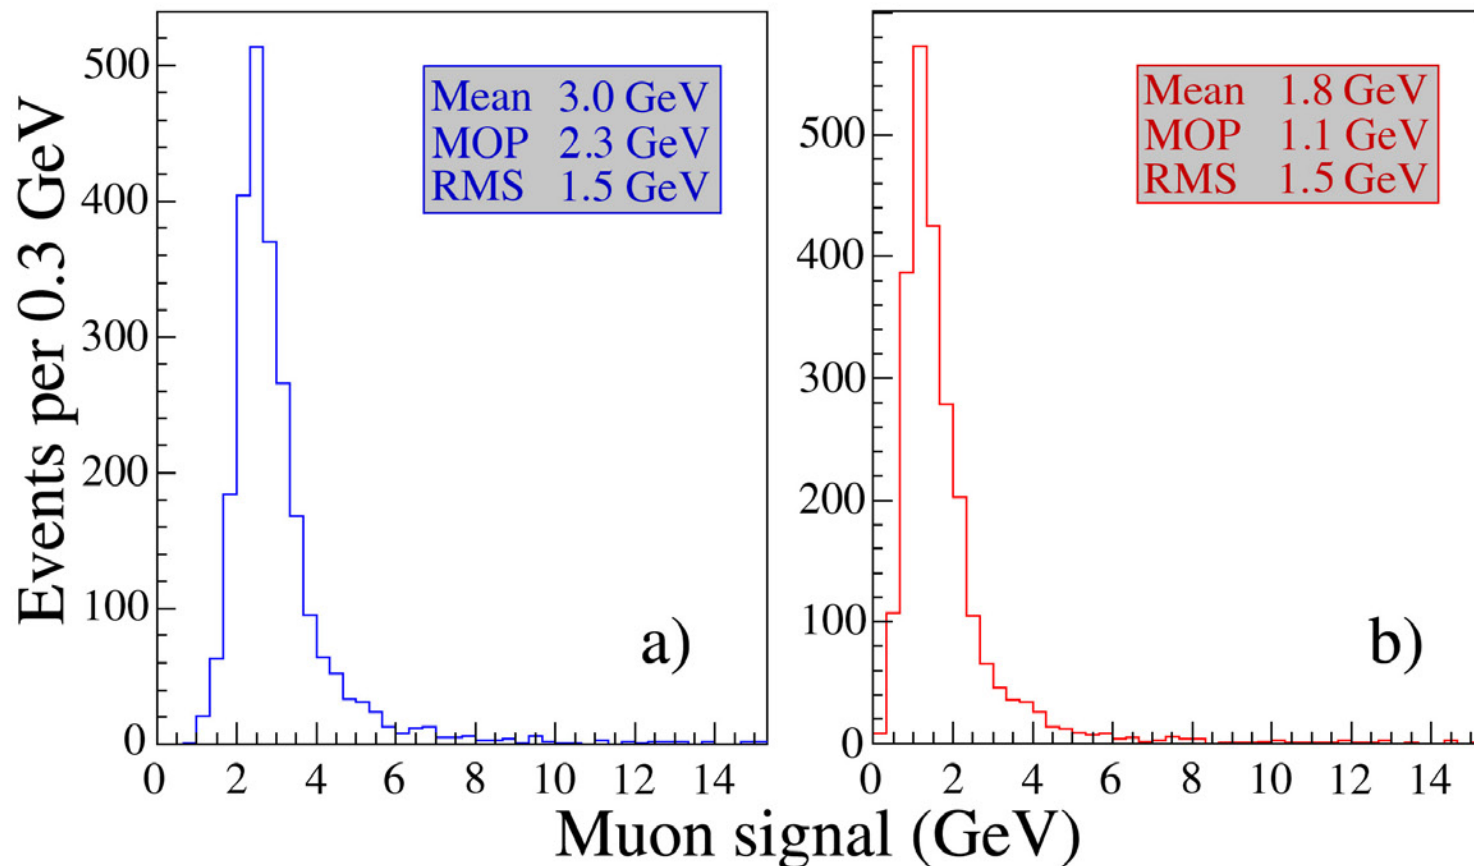 Events per 0.3 GeV
500
400
300
200
100
0
Mean 3.0 GeV
MOP 2.3 GeV
RMS 1.5 GeV
a)
0 2 4 6 8 10 12 14
500
400
300
200
100
0
Mean 1.8 GeV
MOP 1.1 GeV
RMS 1.5 GeV
b)
0 2 4 6 8 10 12 14
Muon signal (GeV)